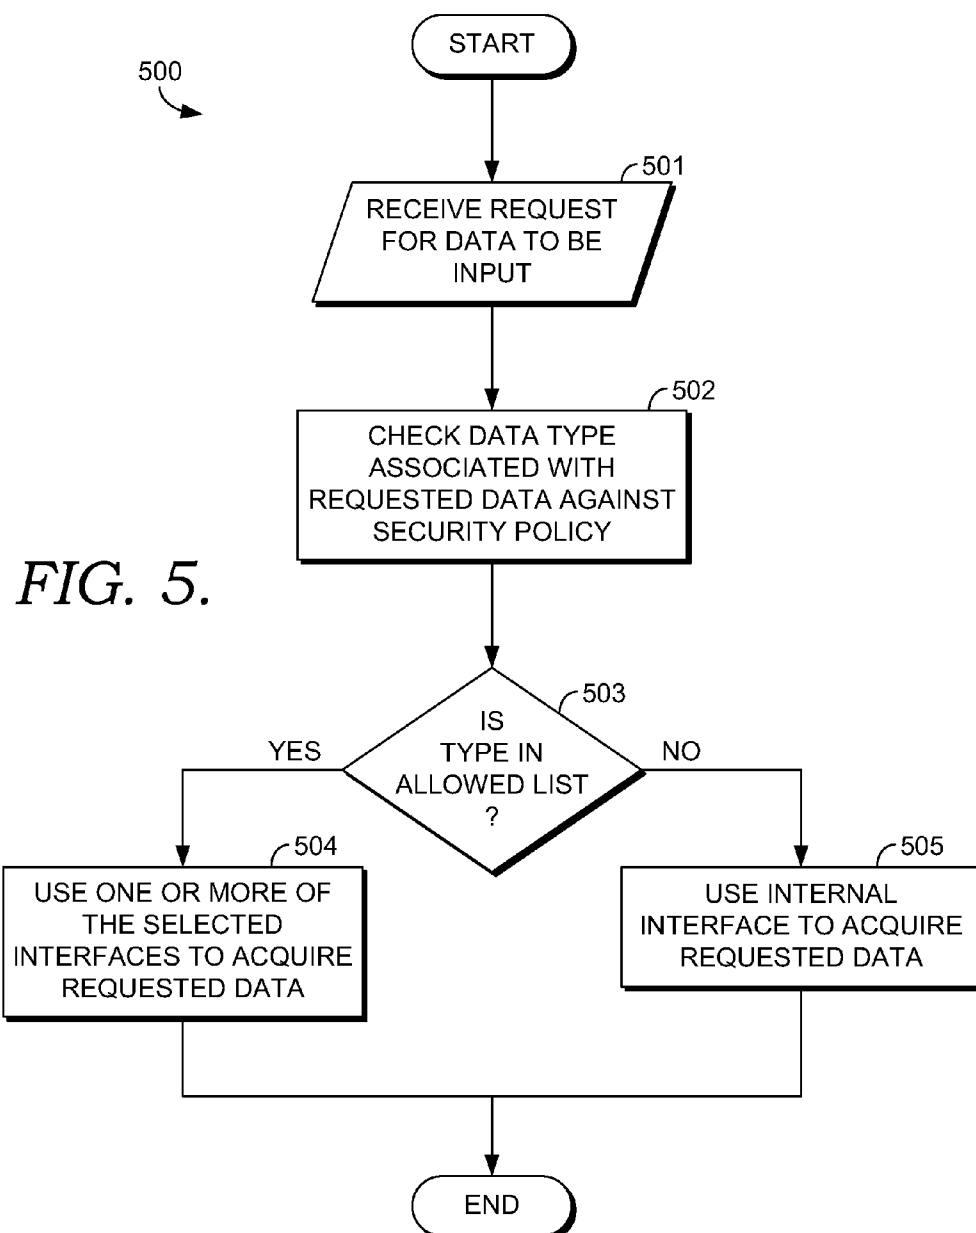 START
500
501
RECEIVE REQUEST
FOR DATA TO BE
INPUT
502
CHECK DATA TYPE
ASSOCIATED WITH
REQUESTED DATA AGAINST
SECURITY POLICY
FIG. 5.
503
IS
TYPE IN
ALLOWED LIST
?
YES
NO
504
USE ONE OR MORE OF
THE SELECTED
INTERFACES TO ACQUIRE
REQUESTED DATA
505
USE INTERNAL
INTERFACE TO ACQUIRE
REQUESTED DATA
END